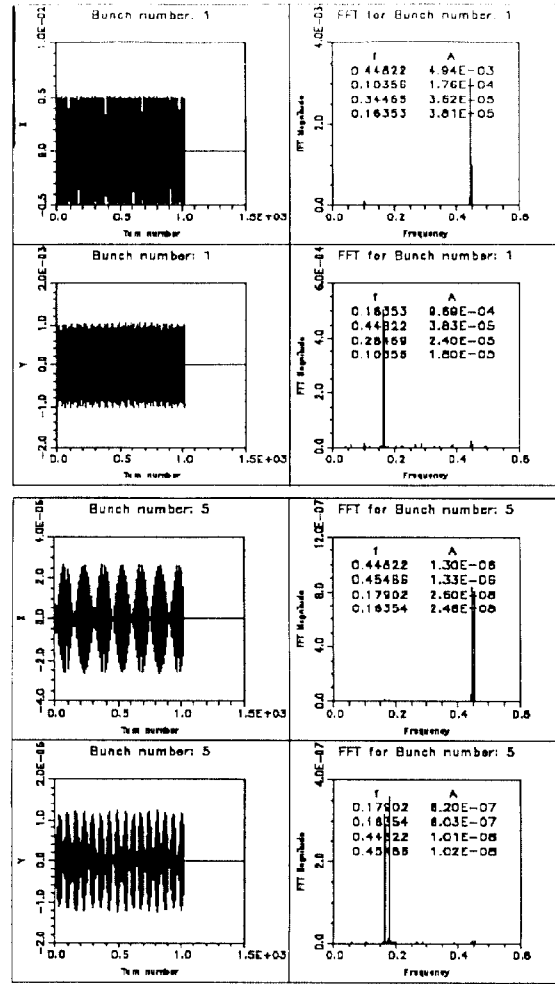 Bunch number: 1
1.0E-02
0.5
0.0
-0.5
X
0.0
0.5
1.0
1.5E+03
Turn number
FFT for Bunch number: 1
4.0E-03
2.0
0.0
FFT Magnitude
f A
0.44822 4.94E-03
0.10356 1.76E-04
0.34465 3.62E-05
0.16353 3.81E-05
0.0
0.2
0.4
0.6
Frequency
Bunch number: 1
2.0E-03
1.0
0.0
-1.0
-2.0
Y
0.0
0.5
1.0
1.5E+03
Turn number
FFT for Bunch number: 1
6.0E-04
4.0
2.0
0.0
FFT Magnitude
f A
0.16353 9.69E-04
0.44822 3.83E-05
0.28469 2.40E-05
0.10356 1.80E-05
0.0
0.2
0.4
0.6
Frequency
Bunch number: 5
4.0E-06
2.0
0.0
-2.0
-4.0
X
0.0
0.5
1.0
1.5E+03
Turn number
FFT for Bunch number: 5
12.0E-07
8.0
4.0
0.0
FFT Magnitude
f A
0.44822 1.30E-06
0.45486 1.33E-06
0.17902 2.60E-08
0.16354 2.46E-08
0.0
0.2
0.4
0.6
Frequency
Bunch number: 5
2.0E-06
1.0
0.0
-1.0
-2.0
Y
0.0
0.5
1.0
1.5E+03
Turn number
FFT for Bunch number: 5
4.0E-07
2.0
0.0
FFT Magnitude
f A
0.17902 6.20E-07
0.16354 6.03E-07
0.44822 1.01E-08
0.45486 1.02E-08
0.0
0.2
0.4
0.6
Frequency